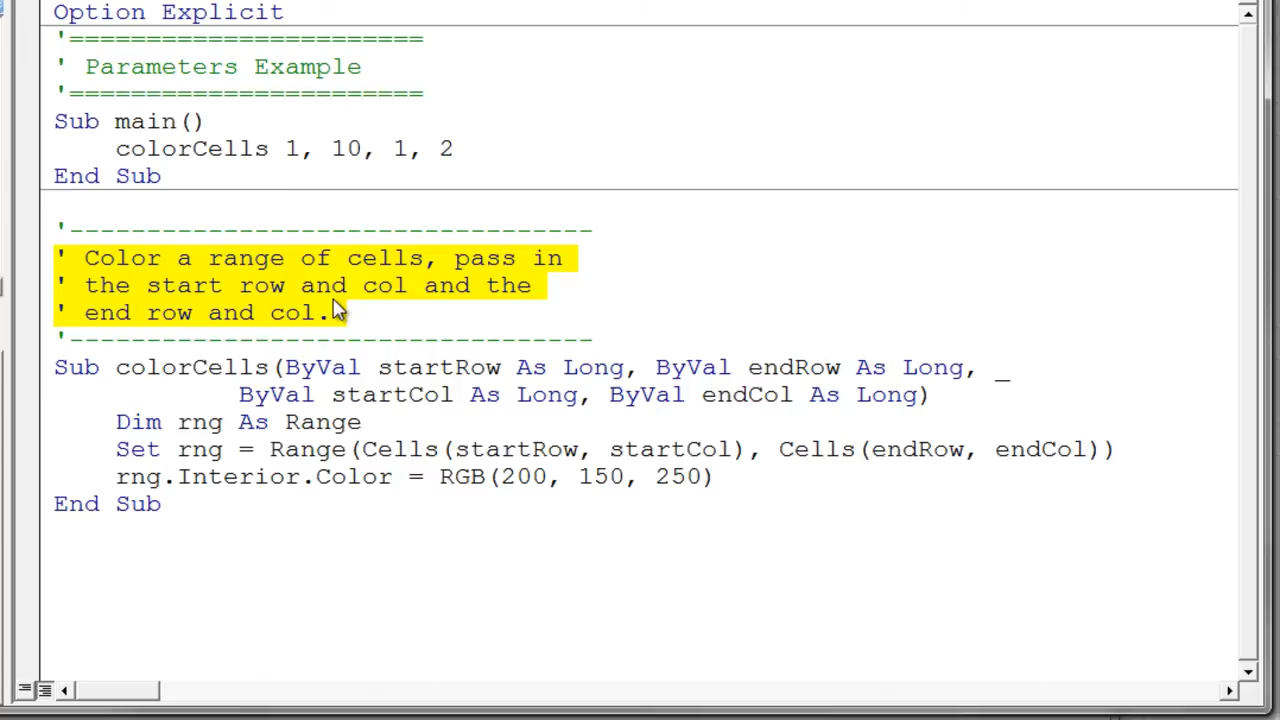 Option Explicit
'=======================
' Parameters Example
'=======================
Sub main()
    colorCells 1, 10, 1, 2
End Sub
'----------------------------------
' Color a range of cells, pass in
' the start row and col and the
' end row and col.
'----------------------------------
Sub colorCells(ByVal startRow As Long, ByVal endRow As Long, _
            ByVal startCol As Long, ByVal endCol As Long)
    Dim rng As Range
    Set rng = Range(Cells(startRow, startCol), Cells(endRow, endCol))
    rng.Interior.Color = RGB(200, 150, 250)
End Sub